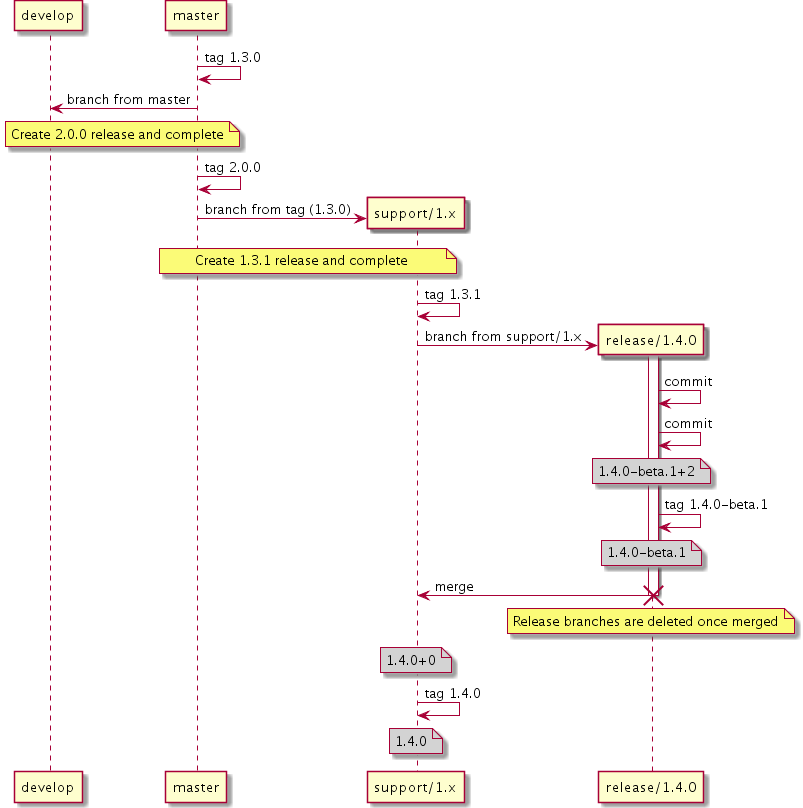 develop
master
tag 1.3.0
branch from master
Create 2.0.0 release and complete
tag 2.0.0
branch from tag (1.3.0)
support/1.x
Create 1.3.1 release and complete
tag 1.3.1
branch from support/1.x
release/1.4.0
commit
commit
1.4.0-beta.1+2
tag 1.4.0-beta.1
1.4.0-beta.1
merge
Release branches are deleted once merged
1.4.0+0
tag 1.4.0
1.4.0
develop
master
support/1.x
release/1.4.0